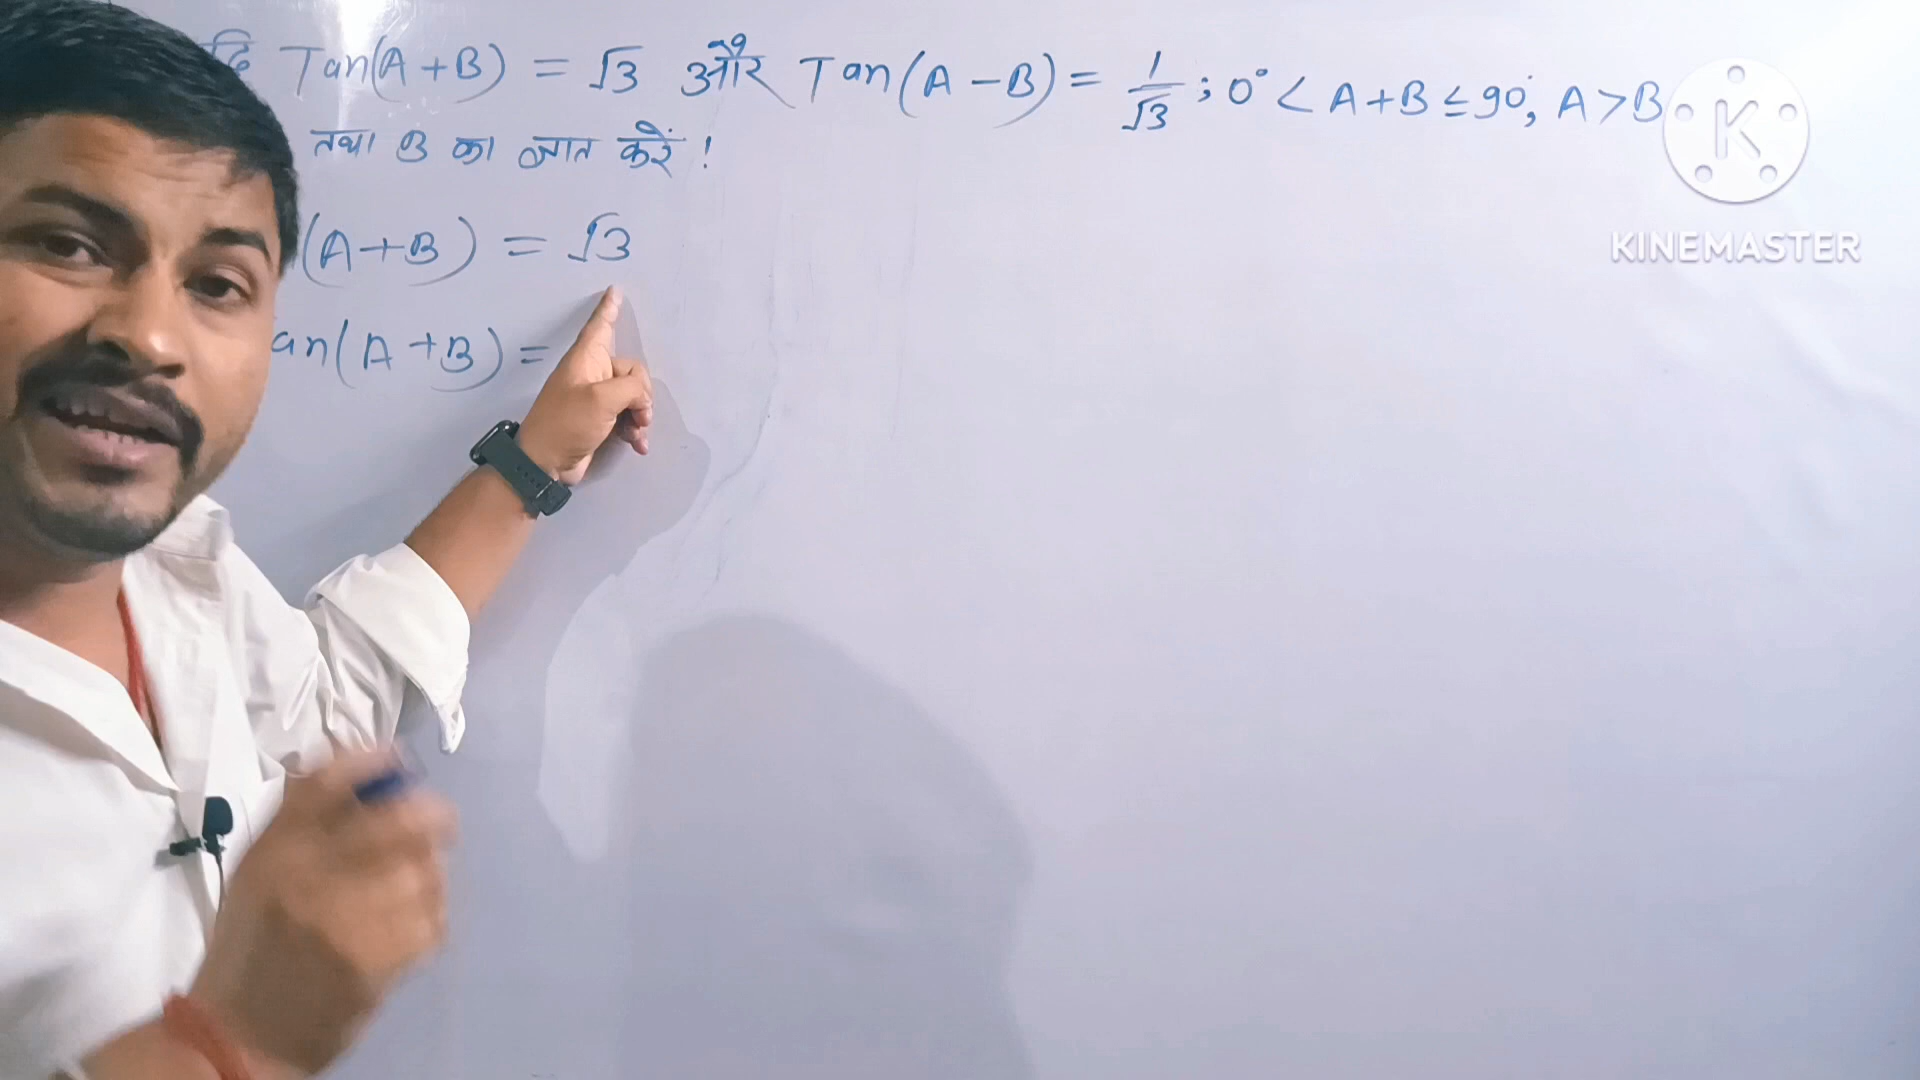 Tan(A+B) = √3 और Tan(A-B) = 1/√3 ; 0° < A+B ≤ 90°, A>B
तथा B का ज्ञात करें !
(A+B) = √3
an(A+B) =
K
KINEMASTER